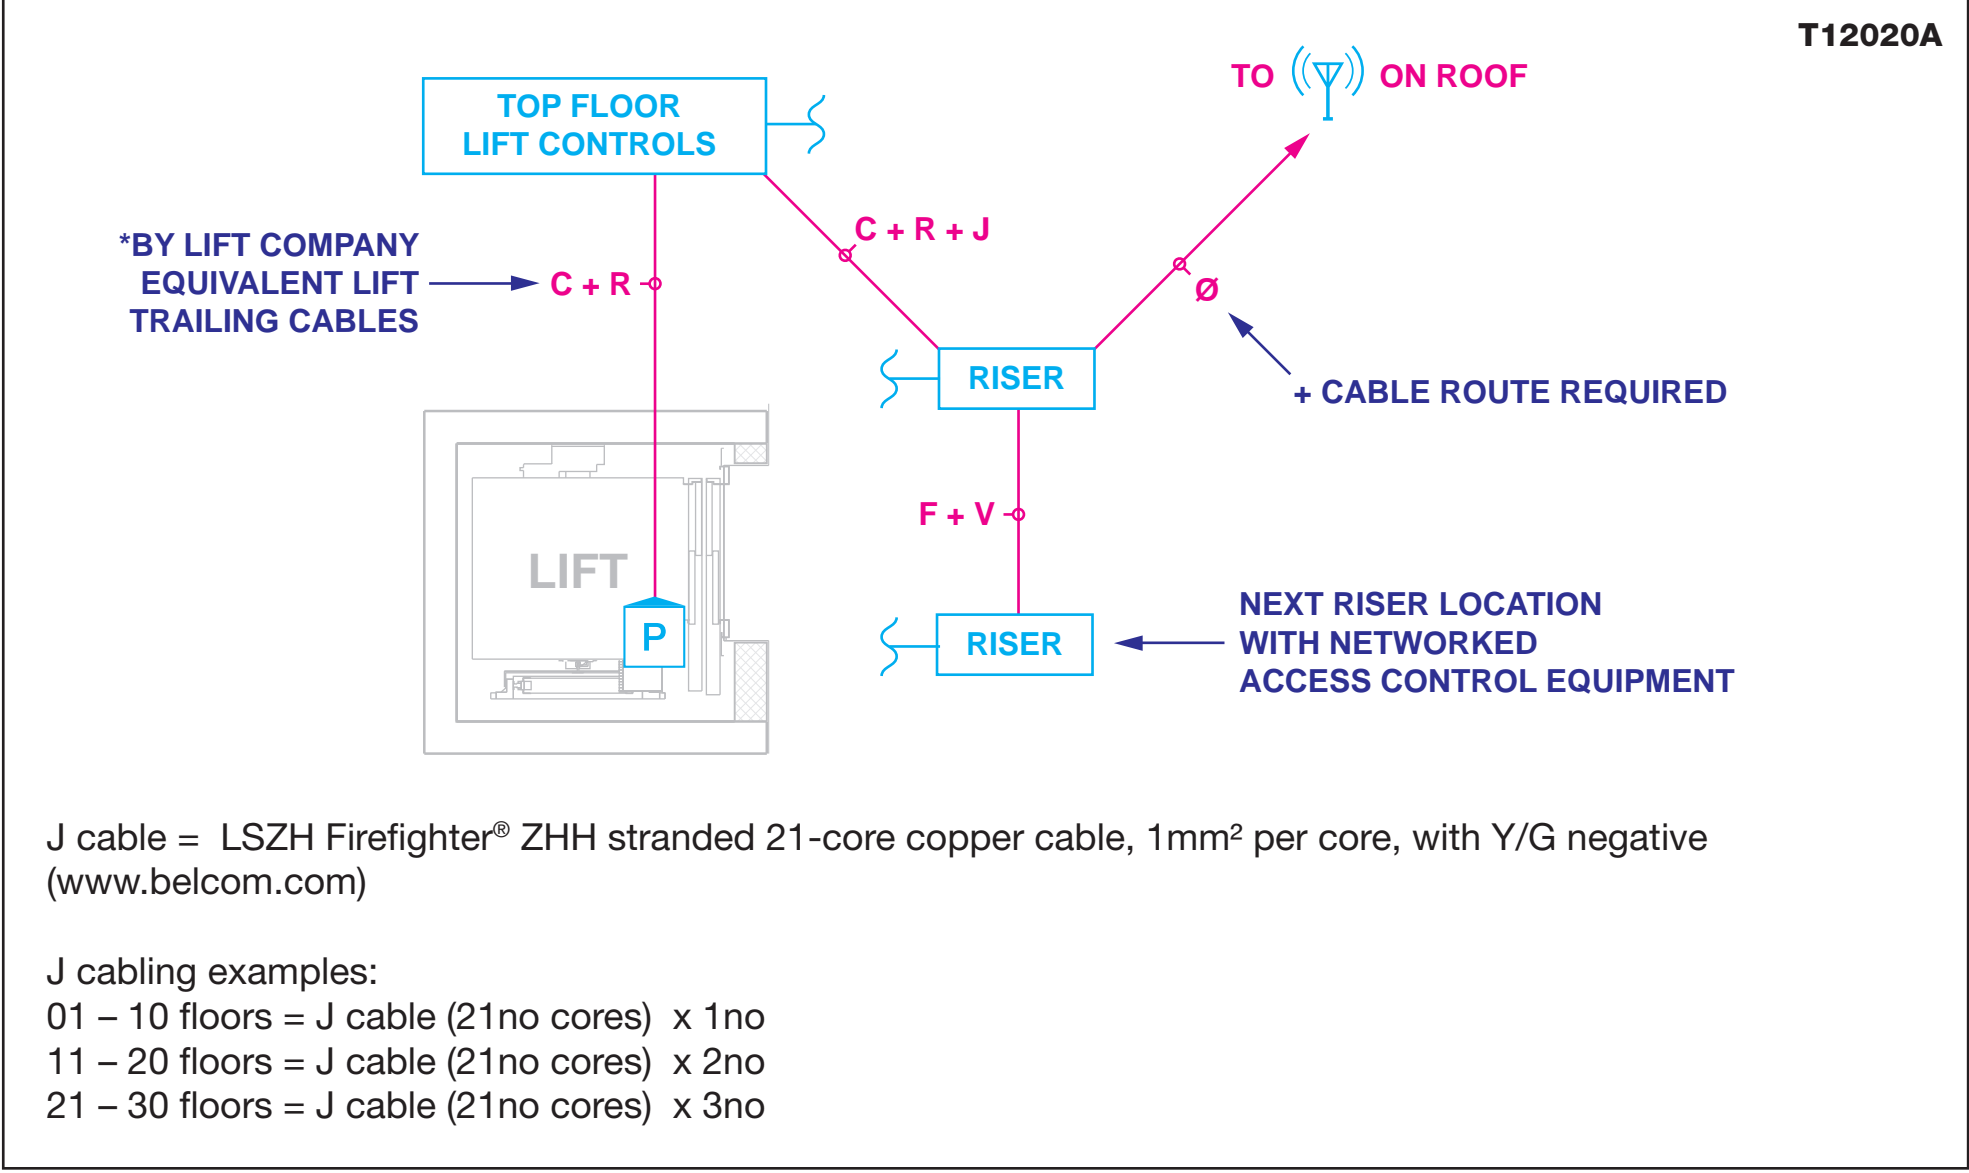 T12020A
TO ON ROOF
TOP FLOOR
LIFT CONTROLS
C + R + J
*BY LIFT COMPANY
EQUIVALENT LIFT
TRAILING CABLES
C + R
Ø
RISER
+ CABLE ROUTE REQUIRED
F + V
LIFT
P
RISER
NEXT RISER LOCATION
WITH NETWORKED
ACCESS CONTROL EQUIPMENT
J cable = LSZH Firefighter® ZHH stranded 21-core copper cable, 1mm² per core, with Y/G negative
(www.belcom.com)
J cabling examples:
01 – 10 floors = J cable (21no cores) x 1no
11 – 20 floors = J cable (21no cores) x 2no
21 – 30 floors = J cable (21no cores) x 3no